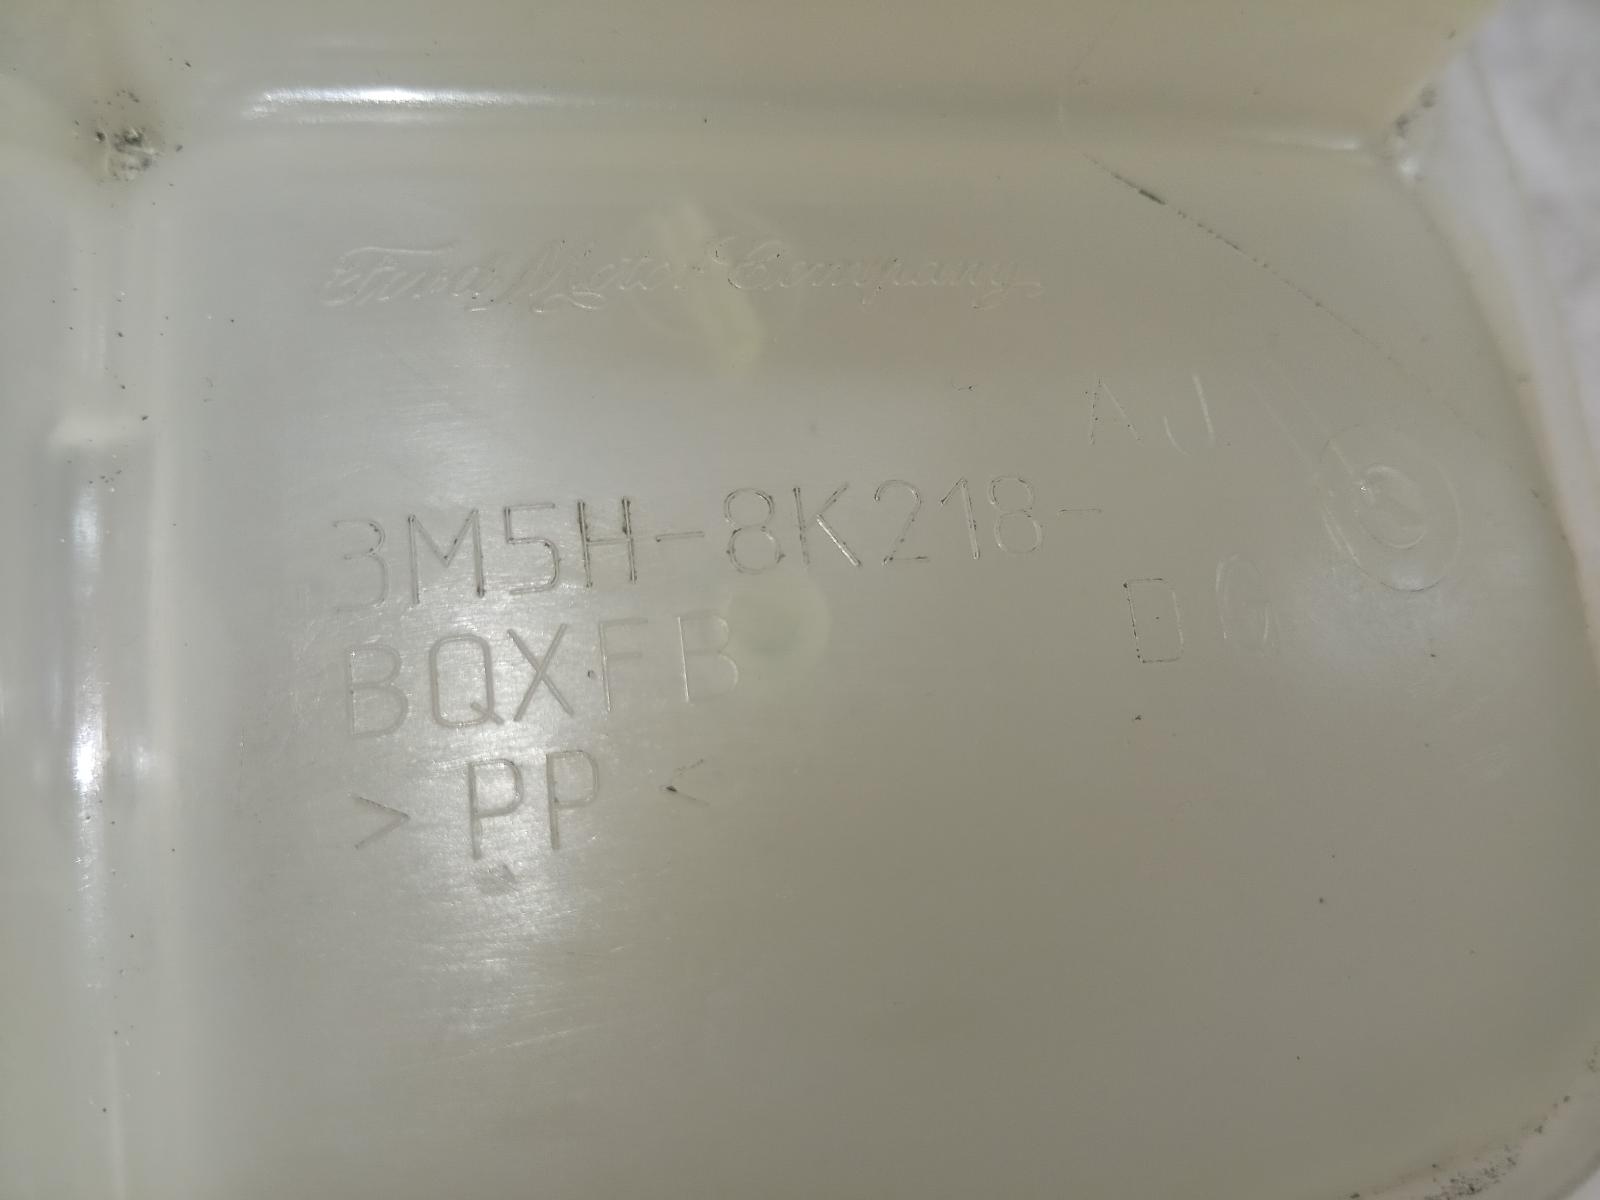 Ford Motor Company
AJ
3M5H-8K218-
DG
BQXFB
>PP<